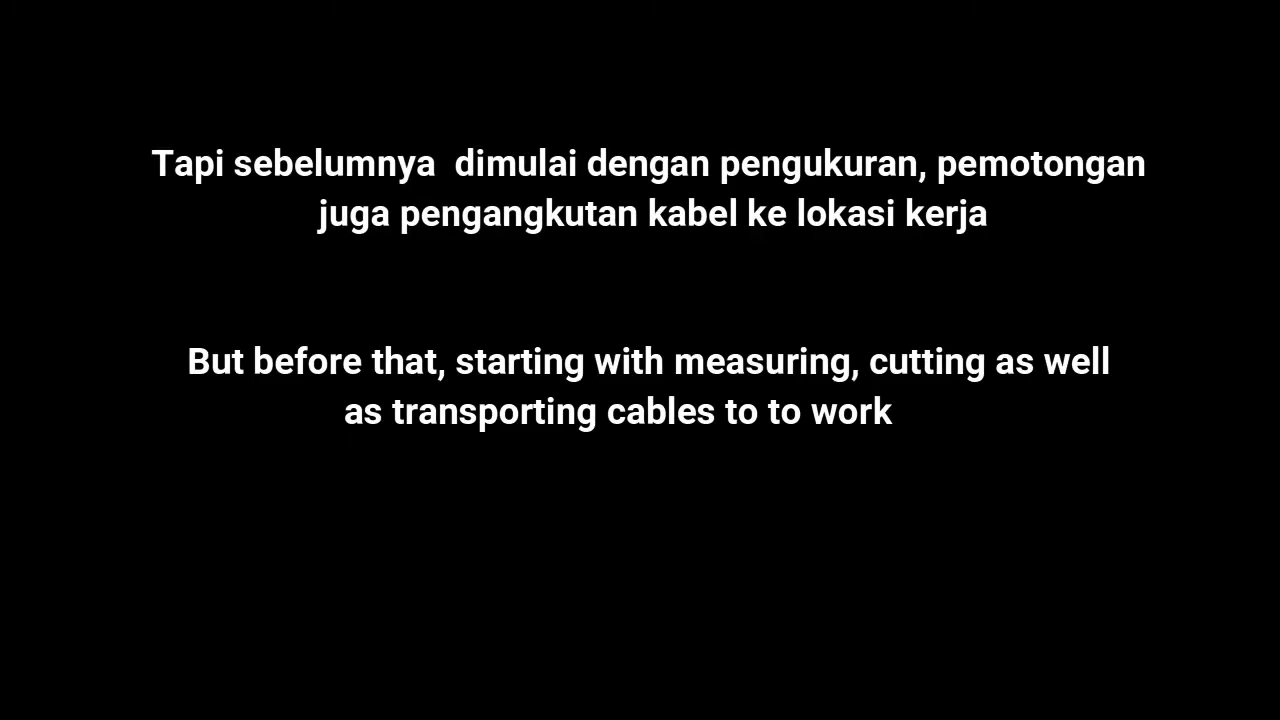 Tapi sebelumnya  dimulai dengan pengukuran, pemotongan
juga pengangkutan kabel ke lokasi kerja
But before that, starting with measuring, cutting as well
as transporting cables to to work